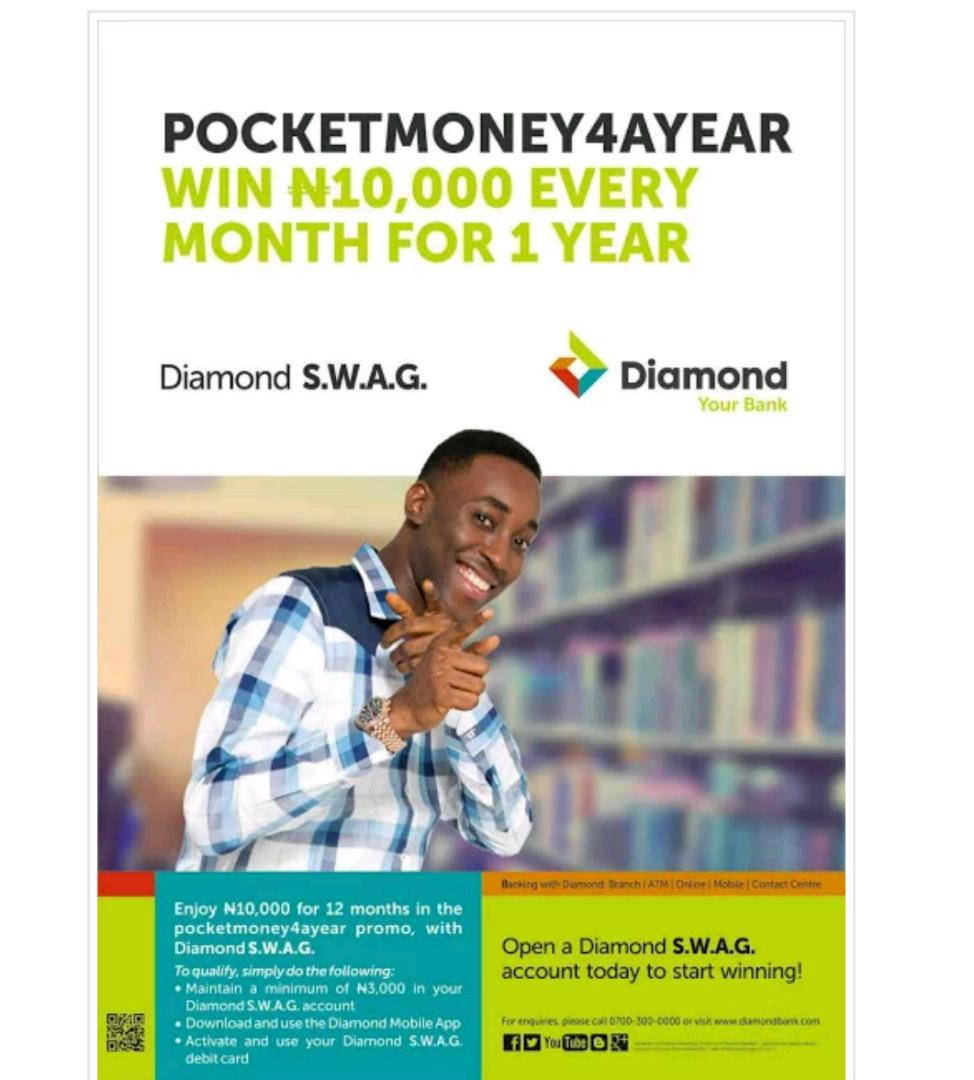 POCKETMONEY4AYEAR
WIN ₦10,000 EVERY
MONTH FOR 1 YEAR
Diamond S.W.A.G.
Diamond
Your Bank
Banking with Diamond: Branch | ATM | Online | Mobile | Contact Centre
Enjoy ₦10,000 for 12 months in the
pocketmoney4ayear promo, with
Diamond S.W.A.G.
To qualify, simply do the following:
• Maintain a minimum of ₦3,000 in your
Diamond S.W.A.G. account
• Download and use the Diamond Mobile App
• Activate and use your Diamond S.W.A.G.
debit card
Open a Diamond S.W.A.G.
account today to start winning!
For enquiries, please call 0700-300-0000 or visit www.diamondbank.com
You Tube